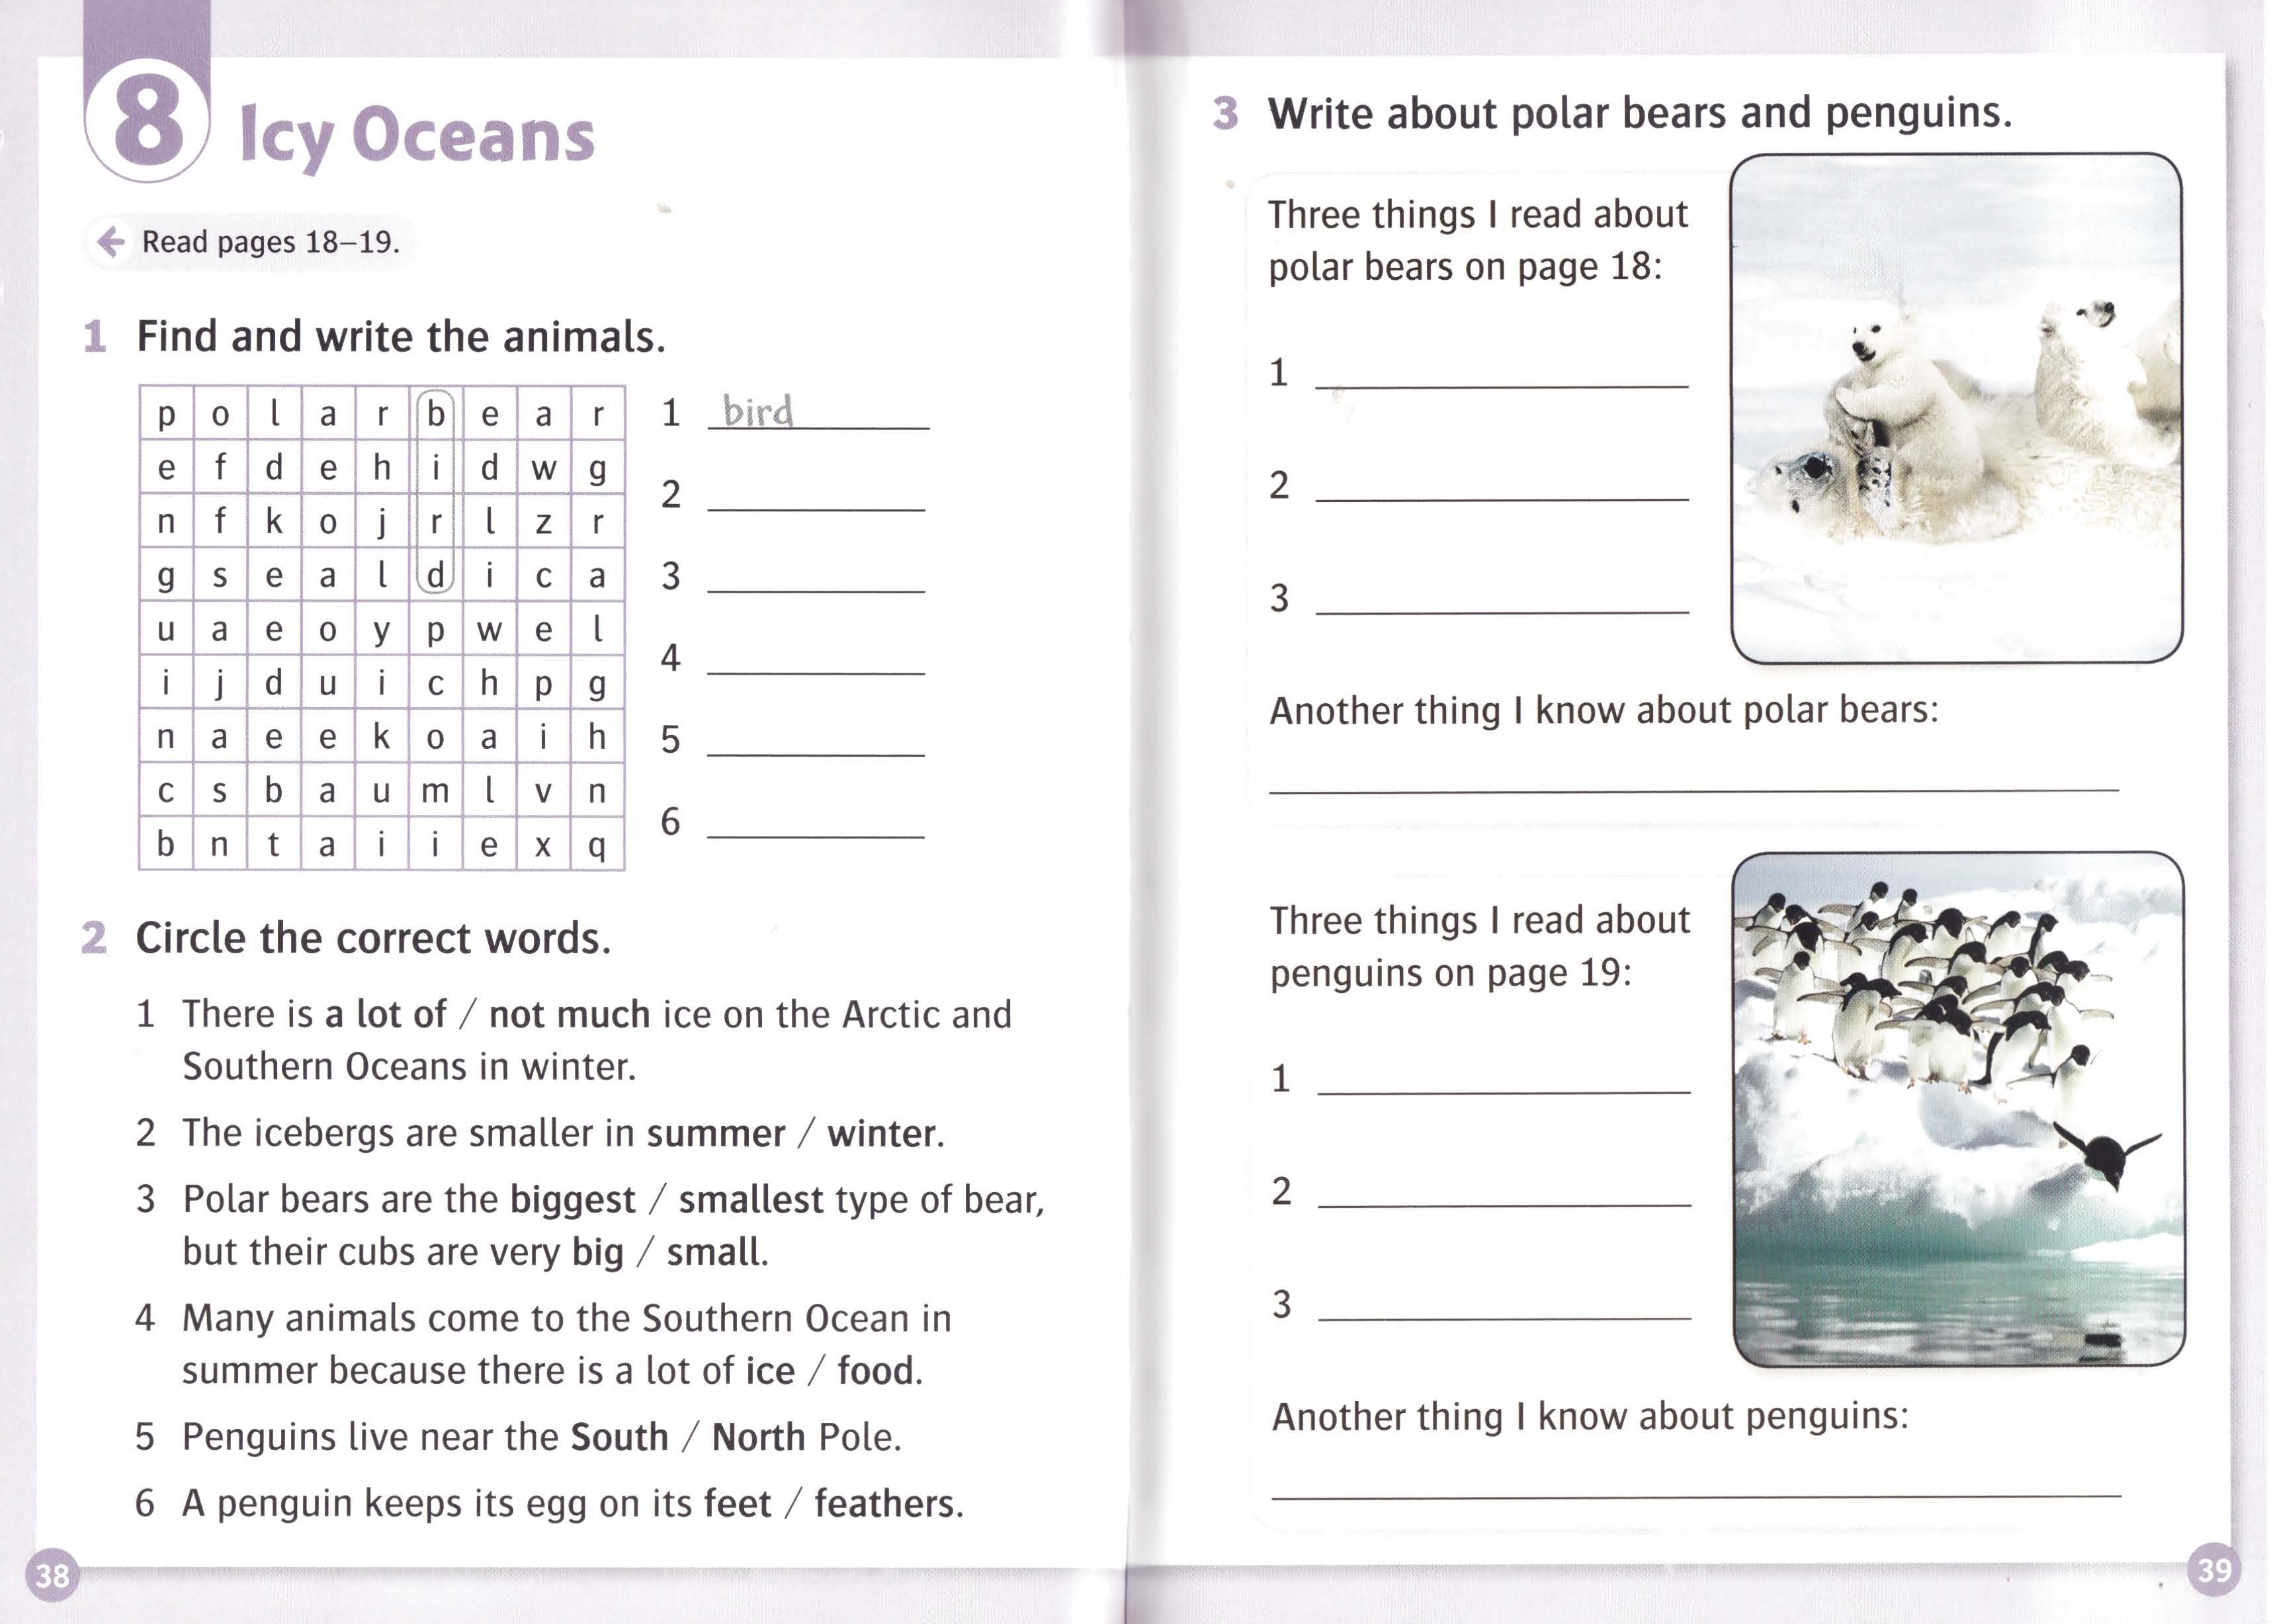 8 Icy Oceans
← Read pages 18–19.
1 Find and write the animals.
p o l a r b e a r
e f d e h i d w g
n f k o j r l z r
g s e a l d i c a
u a e o y p w e l
i j d u i c h p g
n a e e k o a i h
c s b a u m l v n
b n t a i i e x q
1 bird
2
3
4
5
6
2 Circle the correct words.
1 There is a lot of / not much ice on the Arctic and
Southern Oceans in winter.
2 The icebergs are smaller in summer / winter.
3 Polar bears are the biggest / smallest type of bear,
but their cubs are very big / small.
4 Many animals come to the Southern Ocean in
summer because there is a lot of ice / food.
5 Penguins live near the South / North Pole.
6 A penguin keeps its egg on its feet / feathers.
38
3 Write about polar bears and penguins.
Three things I read about
polar bears on page 18:
1
2
3
Another thing I know about polar bears:
Three things I read about
penguins on page 19:
1
2
3
Another thing I know about penguins:
39